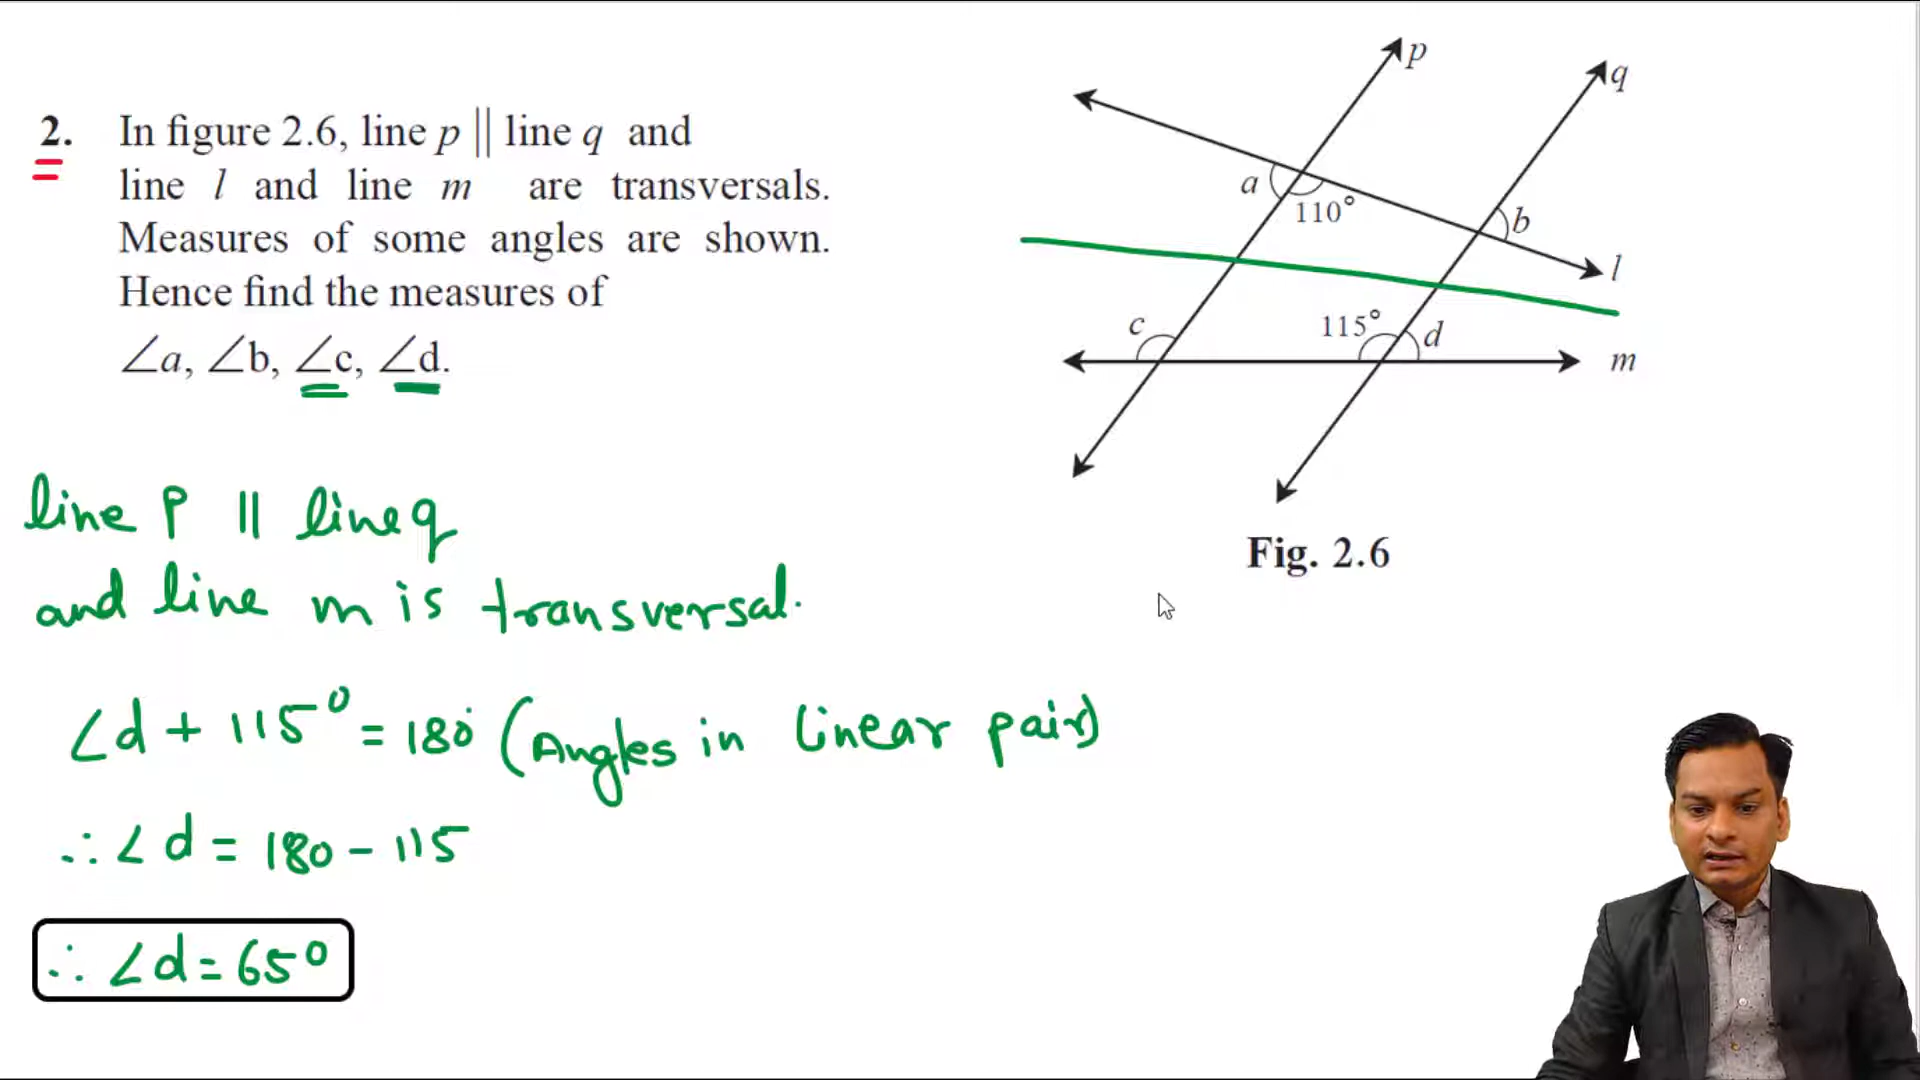 2. In figure 2.6, line p || line q and
line l and line m are transversals.
Measures of some angles are shown.
Hence find the measures of
∠a, ∠b, ∠c, ∠d.
p
q
a
110°
b
l
c
115°
d
m
Fig. 2.6
line p || line q
and line m is transversal.
∠d + 115° = 180° (Angles in linear pair)
∴ ∠d = 180 - 115
∴ ∠d = 65°